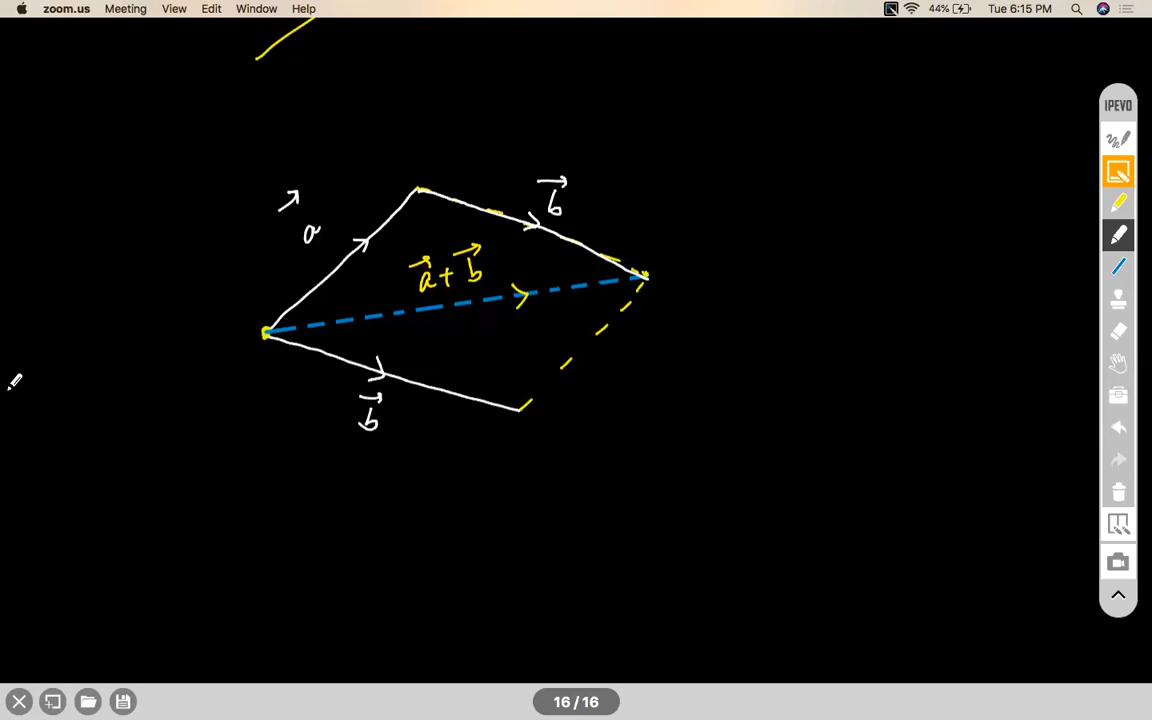 zoom.us Meeting View Edit Window Help 44% Tue 6:15 PM
IPEVO
b⃗
a⃗
a⃗ + b⃗
b⃗
16 / 16